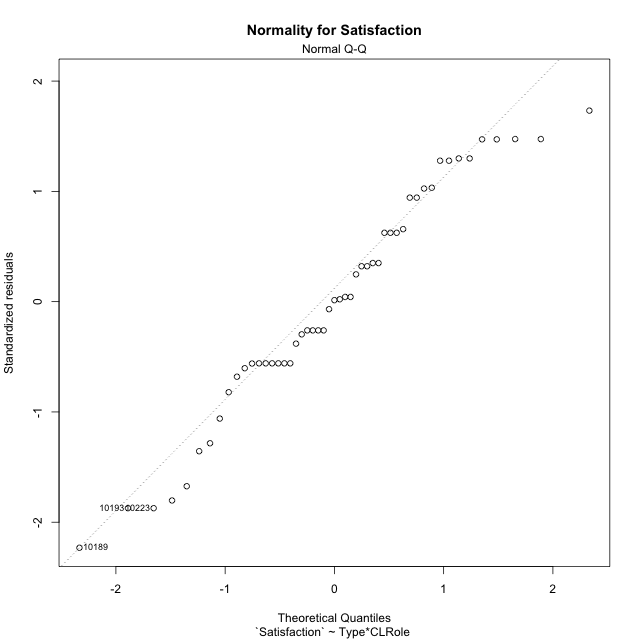 Normality for Satisfaction
Normal Q-Q
Standardized residuals
2
1
0
-1
-2
10193 10223
10189
-2 -1 0 1 2
Theoretical Quantiles
`Satisfaction` ~ Type*CLRole